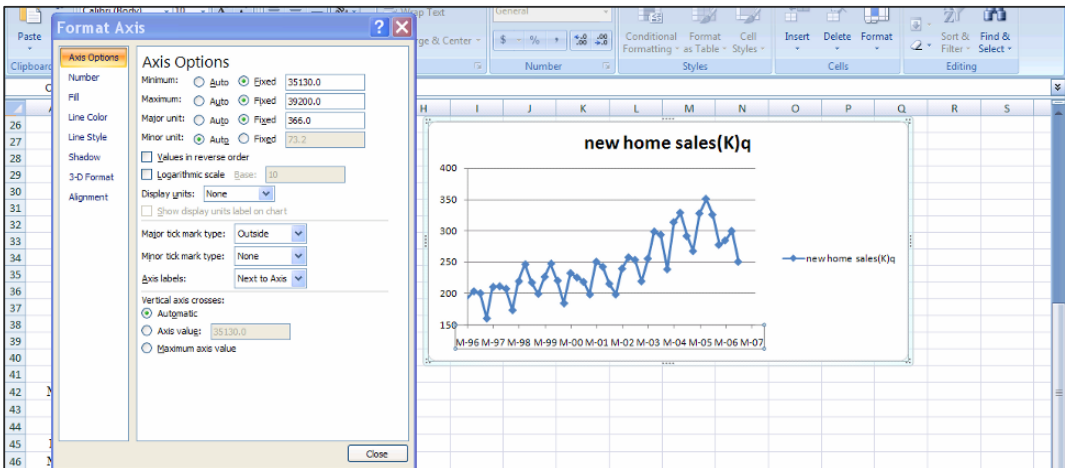 Calibri (Body) 10
Wrap Text
General
Paste
Format Axis
rge & Center
$ % ,
Conditional Formatting
Format as Table
Cell Styles
Insert Delete Format
Sort & Filter
Find & Select
Clipboard
Number
Styles
Cells
Editing
H I J K L M N O P Q R S
26
27
28
29
30
31
32
33
34
35
36
37
38
39
40
41
42
43
44
45
46
Axis Options
Number
Fill
Line Color
Line Style
Shadow
3-D Format
Alignment
Axis Options
Minimum: Auto Fixed 35130.0
Maximum: Auto Fixed 39200.0
Major unit: Auto Fixed 366.0
Minor unit: Auto Fixed 73.2
Values in reverse order
Logarithmic scale Base: 10
Display units: None
Show display units label on chart
Major tick mark type: Outside
Minor tick mark type: None
Axis labels: Next to Axis
Vertical axis crosses:
Automatic
Axis value: 35130.0
Maximum axis value
Close
new home sales(K)q
400
350
300
250
200
150
M-96 M-97 M-98 M-99 M-00 M-01 M-02 M-03 M-04 M-05 M-06 M-07
new home sales(K)q